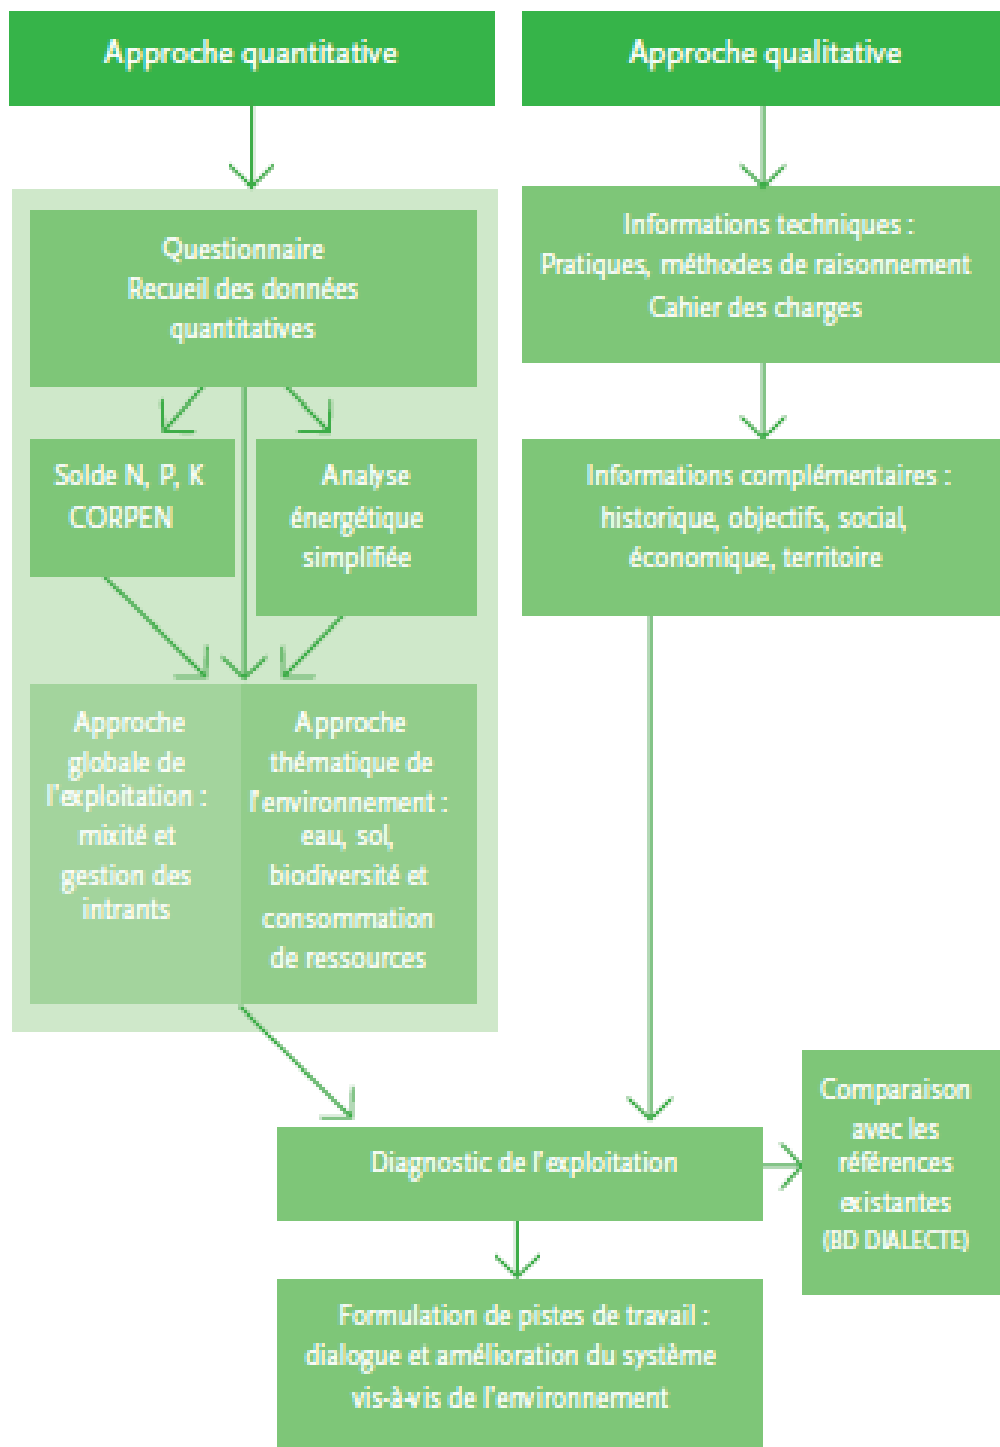 Approche quantitative
Approche qualitative
Questionnaire
Recueil des données
quantitatives
Informations techniques :
Pratiques, méthodes de raisonnement
Cahier des charges
Solde N, P, K
CORPEN
Analyse
énergétique
simplifiée
Informations complémentaires :
historique, objectifs, social,
économique, territoire
Approche
globale de
l'exploitation :
mixité et
gestion des
intrants
Approche
thématique de
l'environnement :
eau, sol,
biodiversité et
consommation
de ressources
Diagnostic de l'exploitation
Comparaison
avec les
références
existantes
(BD DIALECTE)
Formulation de pistes de travail :
dialogue et amélioration du système
vis-à-vis de l'environnement